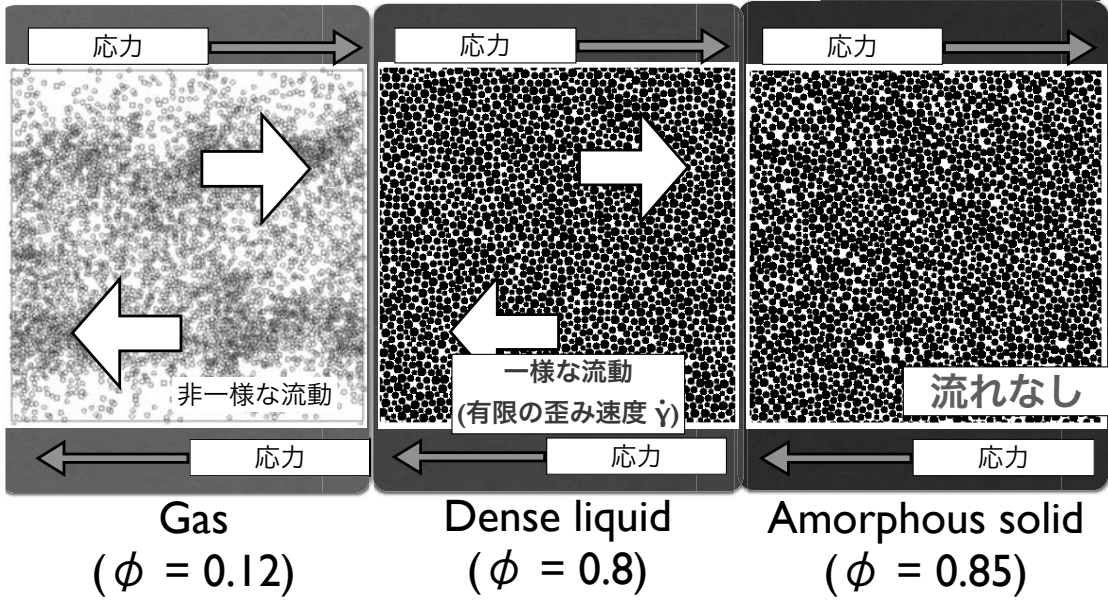 応力
応力
応力
非一様な流動
一様な流動
(有限の歪み速度 γ̇)
流れなし
応力
応力
応力
Gas
(ϕ = 0.12)
Dense liquid
(ϕ = 0.8)
Amorphous solid
(ϕ = 0.85)